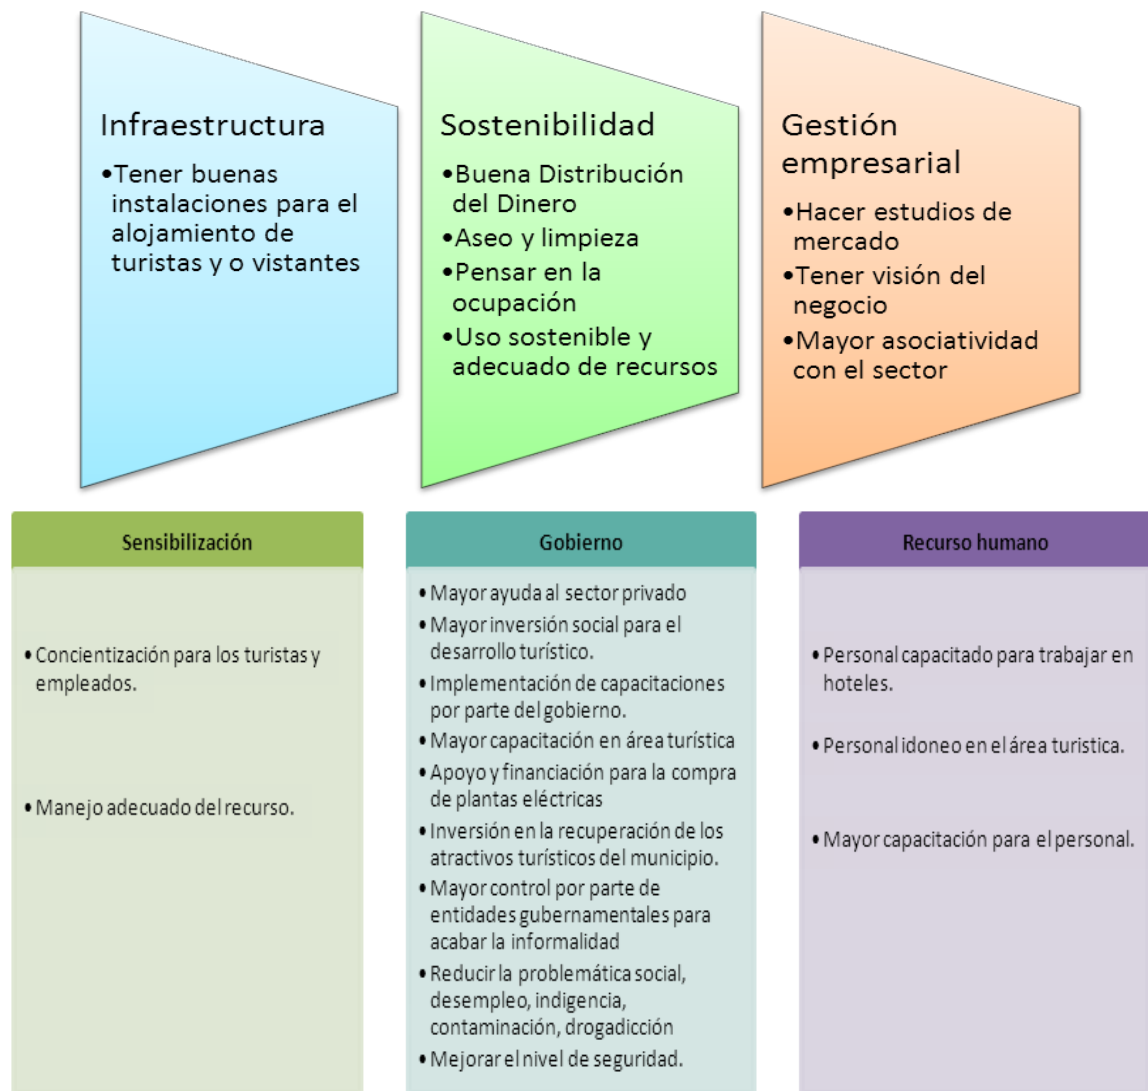 Infraestructura
•Tener buenas
instalaciones para el
alojamiento de
turistas y o vistantes
Sostenibilidad
•Buena Distribución
del Dinero
•Aseo y limpieza
•Pensar en la
ocupación
•Uso sostenible y
adecuado de recursos
Gestión
empresarial
•Hacer estudios de
mercado
•Tener visión del
negocio
•Mayor asociatividad
con el sector
Sensibilización
• Concientización para los turistas y
empleados.
• Manejo adecuado del recurso.
Gobierno
• Mayor ayuda al sector privado
• Mayor inversión social para el
desarrollo turístico.
• Implementación de capacitaciones
por parte del gobierno.
• Mayor capacitación en área turística
• Apoyo y financiación para la compra
de plantas eléctricas
• Inversión en la recuperación de los
atractivos turísticos del municipio.
• Mayor control por parte de
entidades gubernamentales para
acabar la informalidad
• Reducir la problemática social,
desempleo, indigencia,
contaminación, drogadicción
• Mejorar el nivel de seguridad.
Recurso humano
• Personal capacitado para trabajar en
hoteles.
• Personal idoneo en el área turistica.
• Mayor capacitación para el personal.